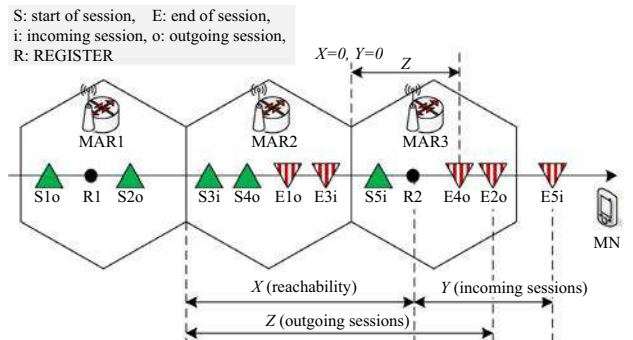 S: start of session, E: end of session,
i: incoming session, o: outgoing session,
R: REGISTER
X=0, Y=0
Z
MAR1 MAR2 MAR3
S1o R1 S2o S3i S4o E1o E3i S5i R2 E4o E2o E5i
MN
X (reachability) Y (incoming sessions)
Z (outgoing sessions)